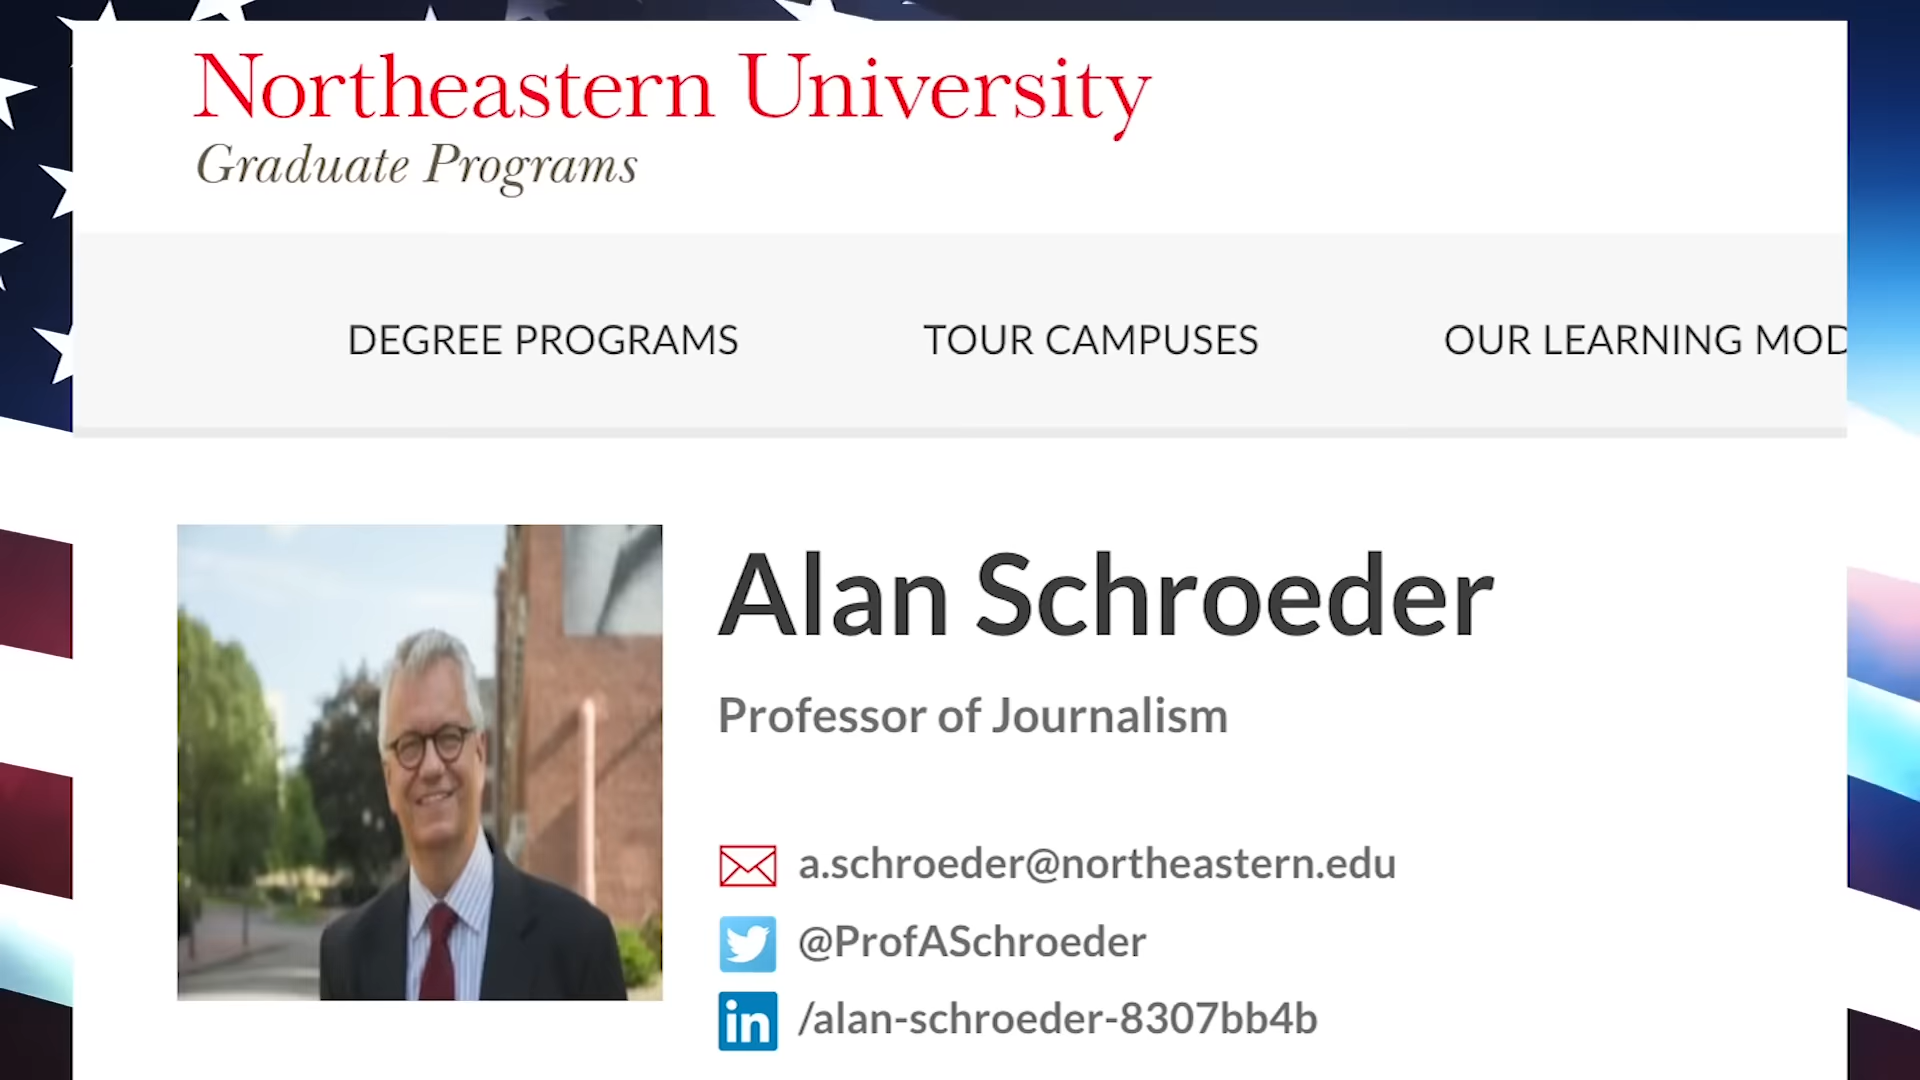 Northeastern University
Graduate Programs
DEGREE PROGRAMS TOUR CAMPUSES OUR LEARNING MOD
Alan Schroeder
Professor of Journalism
a.schroeder@northeastern.edu
@ProfASchroeder
in /alan-schroeder-8307bb4b